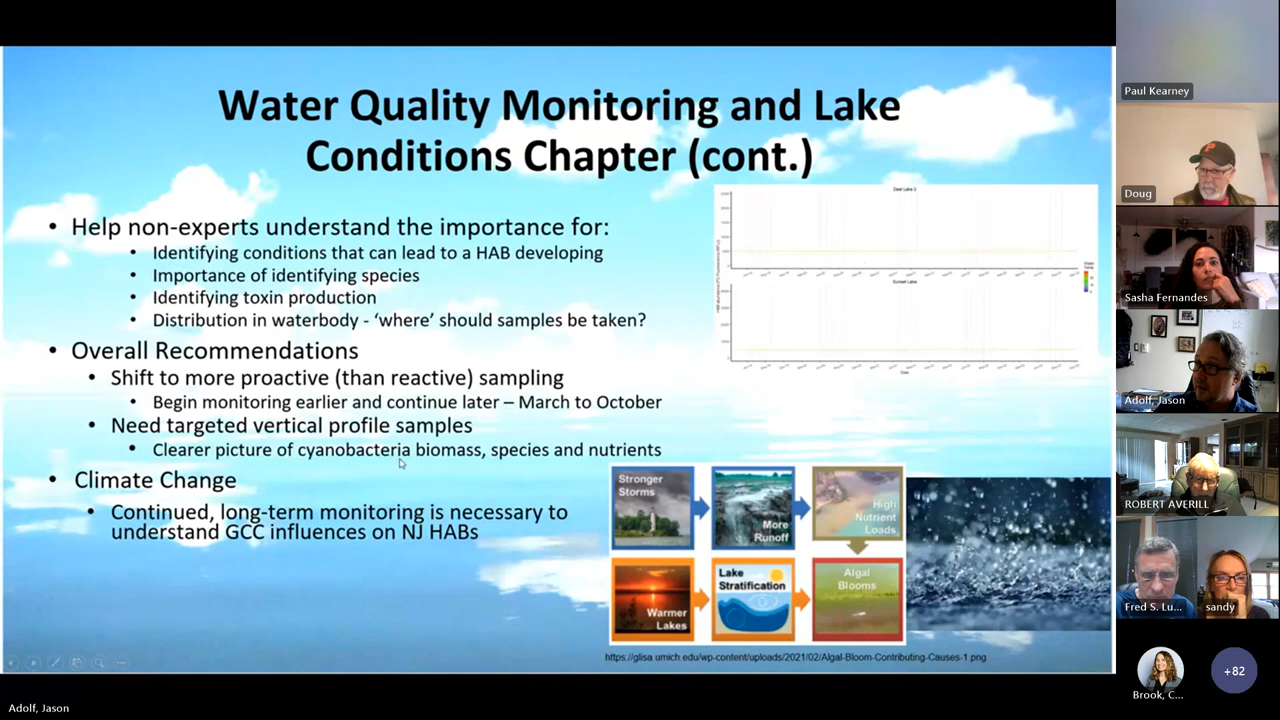 Water Quality Monitoring and Lake
Conditions Chapter (cont.)
• Help non-experts understand the importance for:
• Identifying conditions that can lead to a HAB developing
• Importance of identifying species
• Identifying toxin production
• Distribution in waterbody - ‘where’ should samples be taken?
• Overall Recommendations
• Shift to more proactive (than reactive) sampling
• Begin monitoring earlier and continue later – March to October
• Need targeted vertical profile samples
• Clearer picture of cyanobacteria biomass, species and nutrients
• Climate Change
• Continued, long-term monitoring is necessary to
understand GCC influences on NJ HABs
Deal Lake 2
Sunset Lake
Date
Stronger
Storms
More
Runoff
High
Nutrient
Loads
Warmer
Lakes
Lake
Stratification
Algal
Blooms
https://glisa.umich.edu/wp-content/uploads/2021/02/Algal-Bloom-Contributing-Causes-1.png
Paul Kearney
Doug
Sasha Fernandes
Adolf, Jason
ROBERT AVERILL
Fred S. Lu...
sandy
Brook, C...
+82
Adolf, Jason